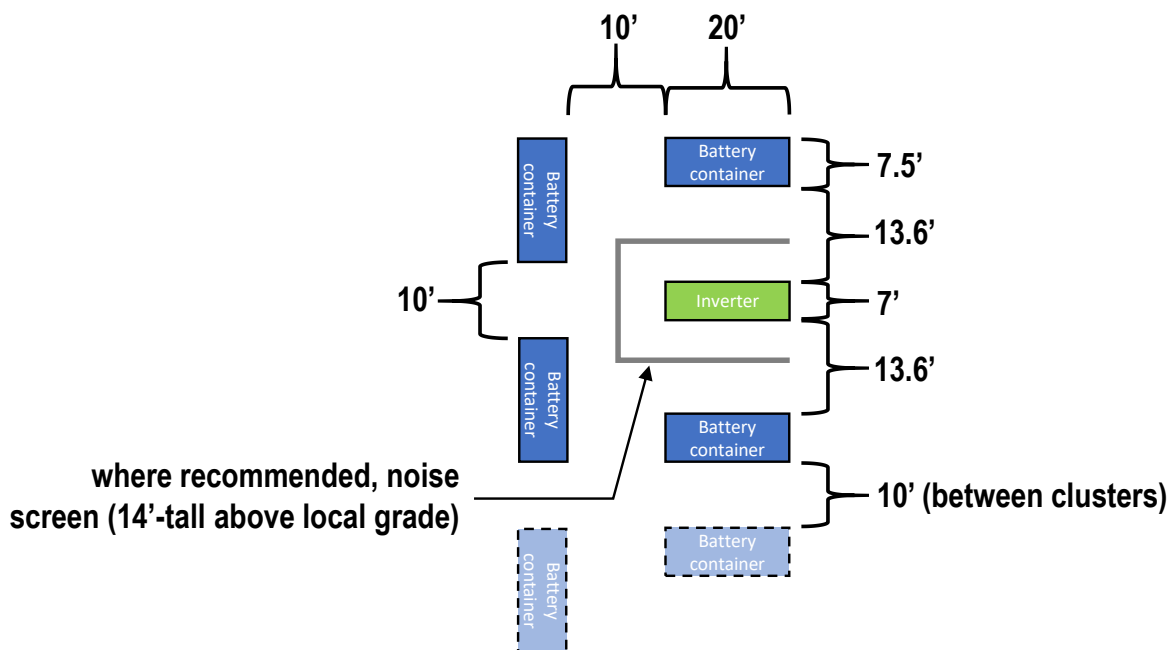 10’
20’
Battery
container
Battery
container
7.5’
13.6’
10’
Inverter
7’
Battery
container
13.6’
Battery
container
where recommended, noise
screen (14’-tall above local grade)
10’ (between clusters)
Battery
container
Battery
container